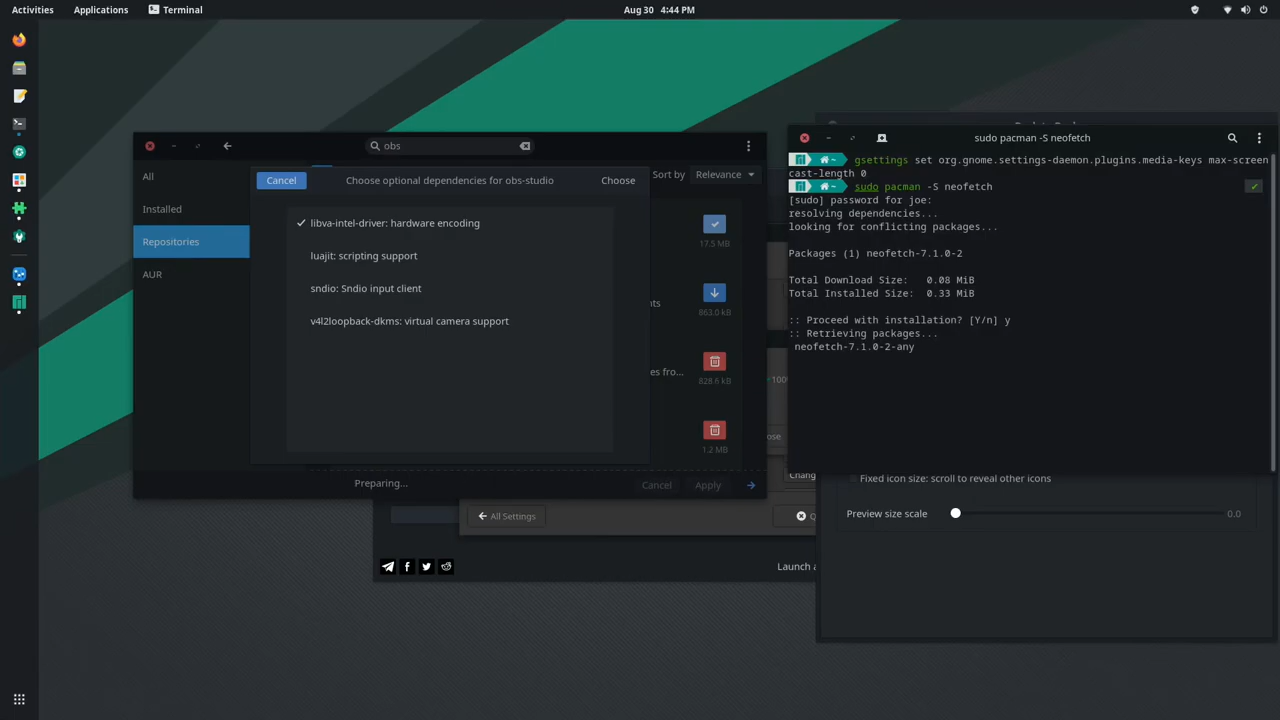 Activities
Applications
Terminal
Aug 30 4:44 PM
obs
All
Installed
Repositories
AUR
Sort by
Relevance
Cancel
Choose optional dependencies for obs-studio
Choose
libva-intel-driver: hardware encoding
luajit: scripting support
sndio: Sndio input client
v4l2loopback-dkms: virtual camera support
17.5 MB
nts
863.0 kB
es from...
828.6 kB
1.2 MB
Preparing...
Cancel
Apply
100%
ose
Chang
All Settings
Q
Launch a
sudo pacman -S neofetch
gsettings set org.gnome.settings-daemon.plugins.media-keys max-screen
cast-length 0
sudo pacman -S neofetch
[sudo] password for joe:
resolving dependencies...
looking for conflicting packages...
Packages (1) neofetch-7.1.0-2
Total Download Size: 0.08 MiB
Total Installed Size: 0.33 MiB
:: Proceed with installation? [Y/n] y
:: Retrieving packages...
neofetch-7.1.0-2-any
Fixed icon size: scroll to reveal other icons
Preview size scale
0.0